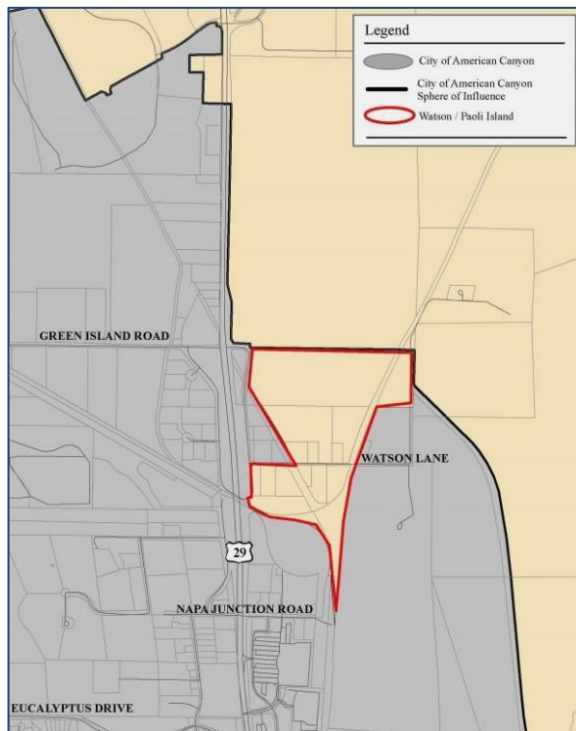 Legend
City of American Canyon
City of American Canyon
Sphere of Influence
Watson / Paoli Island
GREEN ISLAND ROAD
WATSON LANE
29
NAPA JUNCTION ROAD
EUCALYPTUS DRIVE